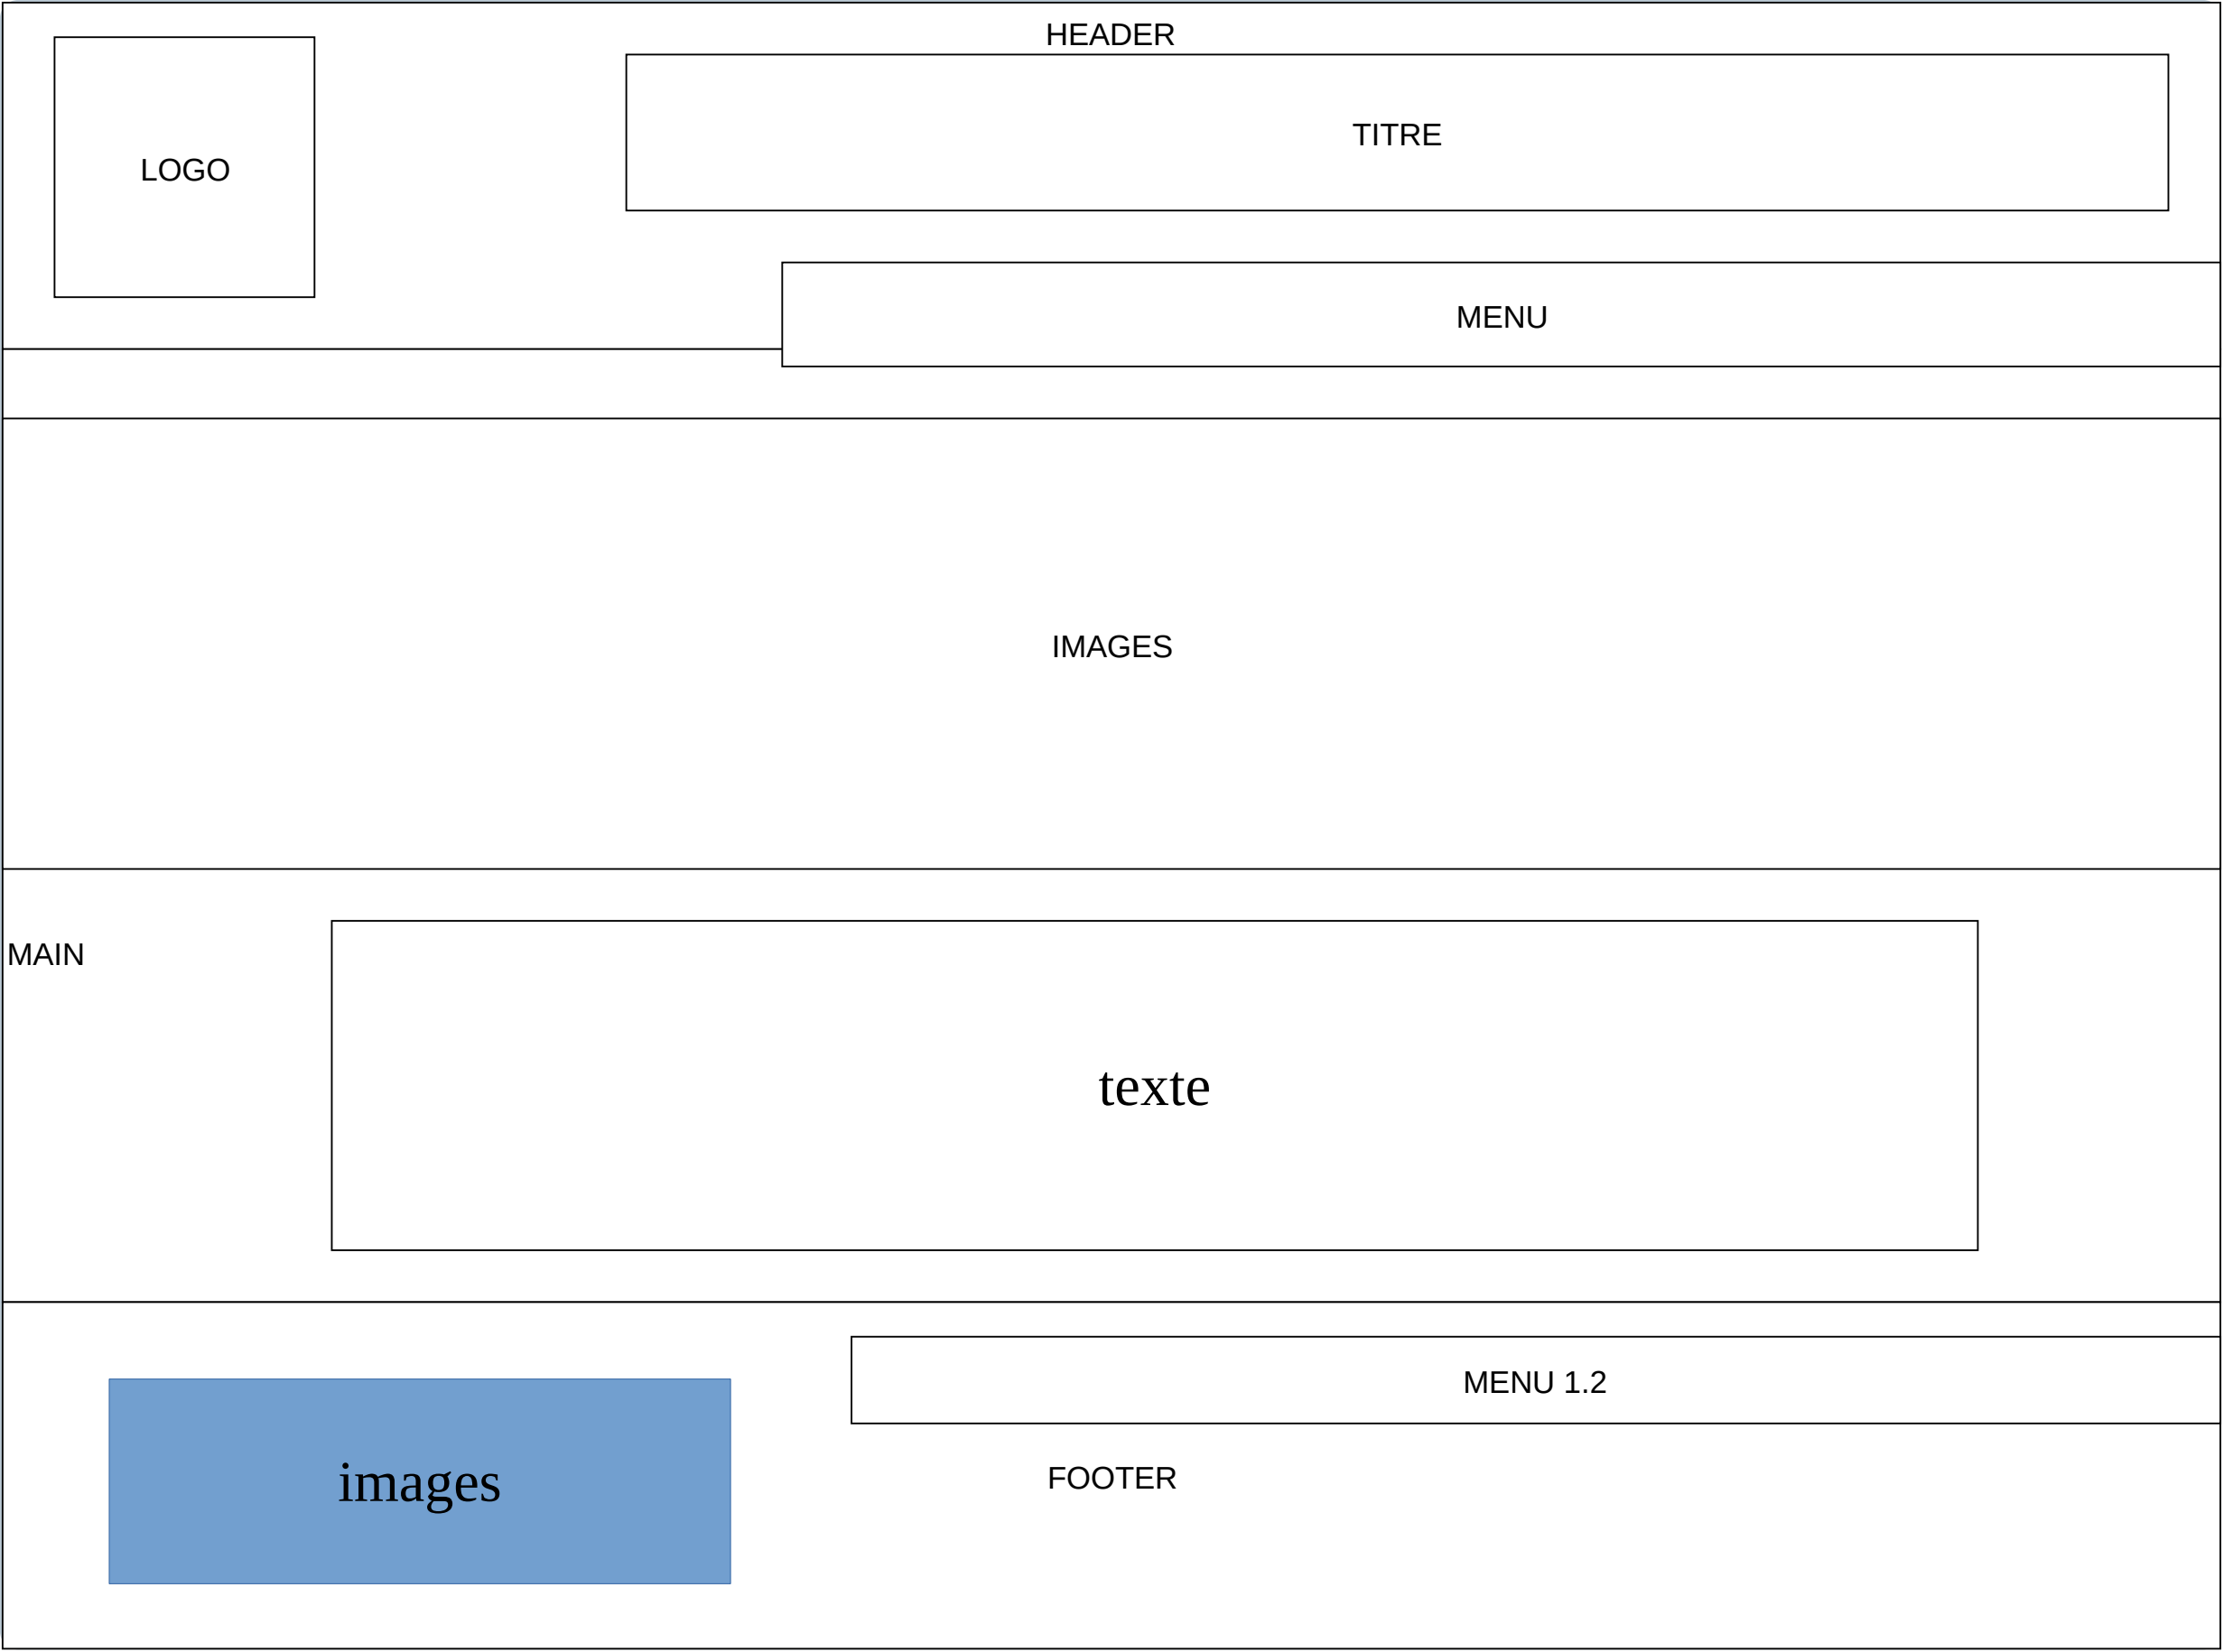 HEADER
LOGO
TITRE
MENU
IMAGES
MAIN
texte
MENU 1.2
images
FOOTER